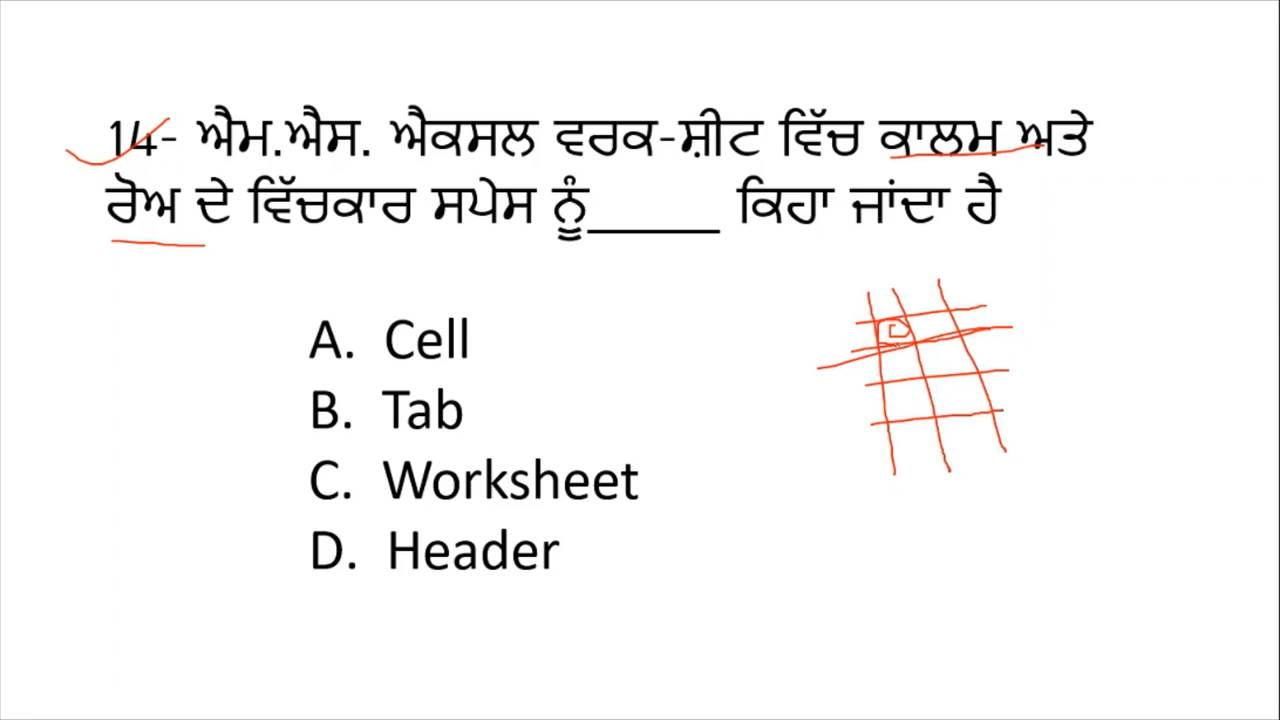 14- ਐਮ.ਐਸ. ਐਕਸਲ ਵਰਕ-ਸ਼ੀਟ ਵਿੱਚ ਕਾਲਮ ਅਤੇ
ਰੋਅ ਦੇ ਵਿੱਚਕਾਰ ਸਪੇਸ ਨੂੰ_____ ਕਿਹਾ ਜਾਂਦਾ ਹੈ
A. Cell
B. Tab
C. Worksheet
D. Header